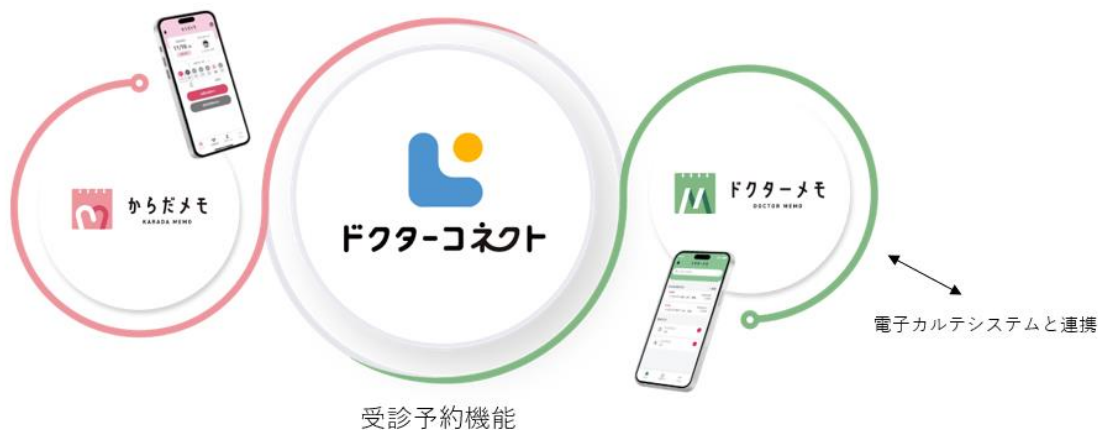 11/16
からだメモ
KARADA MEMO
ドクターコネクト
ドクターメモ
DOCTOR MEMO
電子カルテシステムと連携
受診予約機能